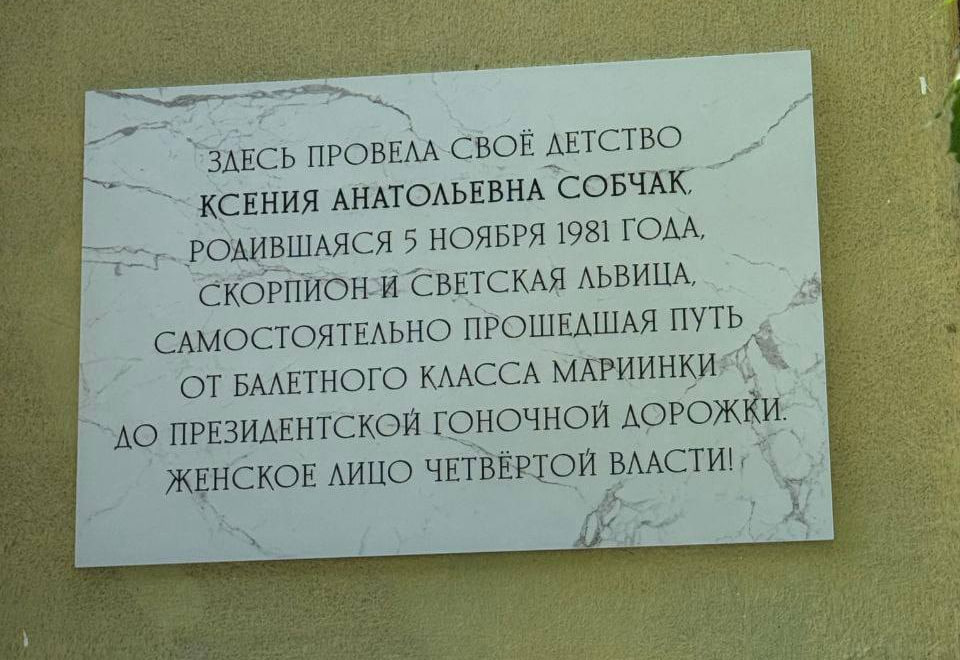 ЗДЕСЬ ПРОВЕЛА СВОЁ ДЕТСТВО
КСЕНИЯ АНАТОЛЬЕВНА СОБЧАК,
РОДИВШАЯСЯ 5 НОЯБРЯ 1981 ГОДА,
СКОРПИОН И СВЕТСКАЯ ЛЬВИЦА,
САМОСТОЯТЕЛЬНО ПРОШЕДШАЯ ПУТЬ
ОТ БАЛЕТНОГО КЛАССА МАРИИНКИ
ДО ПРЕЗИДЕНТСКОЙ ГОНОЧНОЙ ДОРОЖКИ.
ЖЕНСКОЕ ЛИЦО ЧЕТВЁРТОЙ ВЛАСТИ!